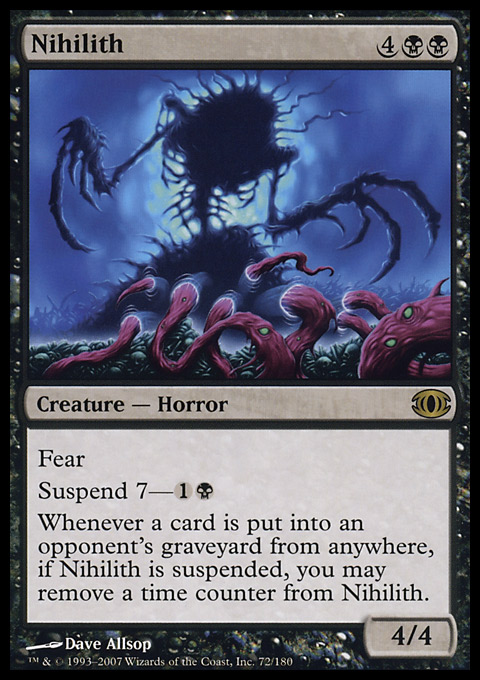 Nihilith 4
Creature — Horror
Fear
Suspend 7—1
Whenever a card is put into an
opponent's graveyard from anywhere,
if Nihilith is suspended, you may
remove a time counter from Nihilith.
Dave Allsop
4/4
™ & © 1993–2007 Wizards of the Coast, Inc. 72/180